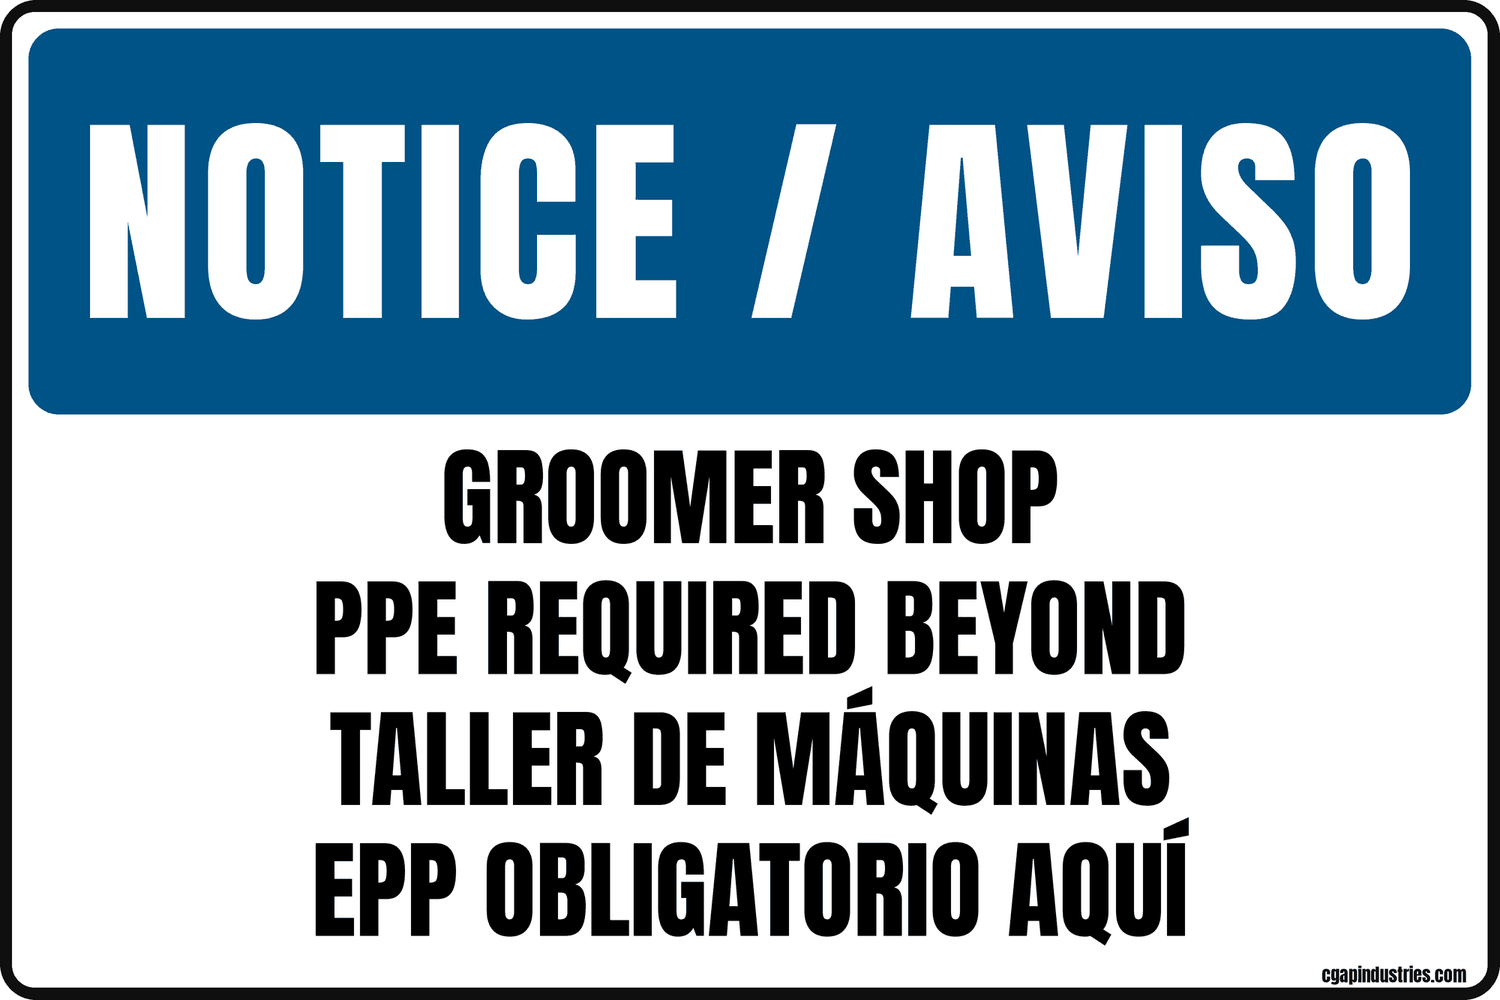 NOTICE / AVISO
GROOMER SHOP
PPE REQUIRED BEYOND
TALLER DE MÁQUINAS
EPP OBLIGATORIO AQUÍ
cgapindustries.com